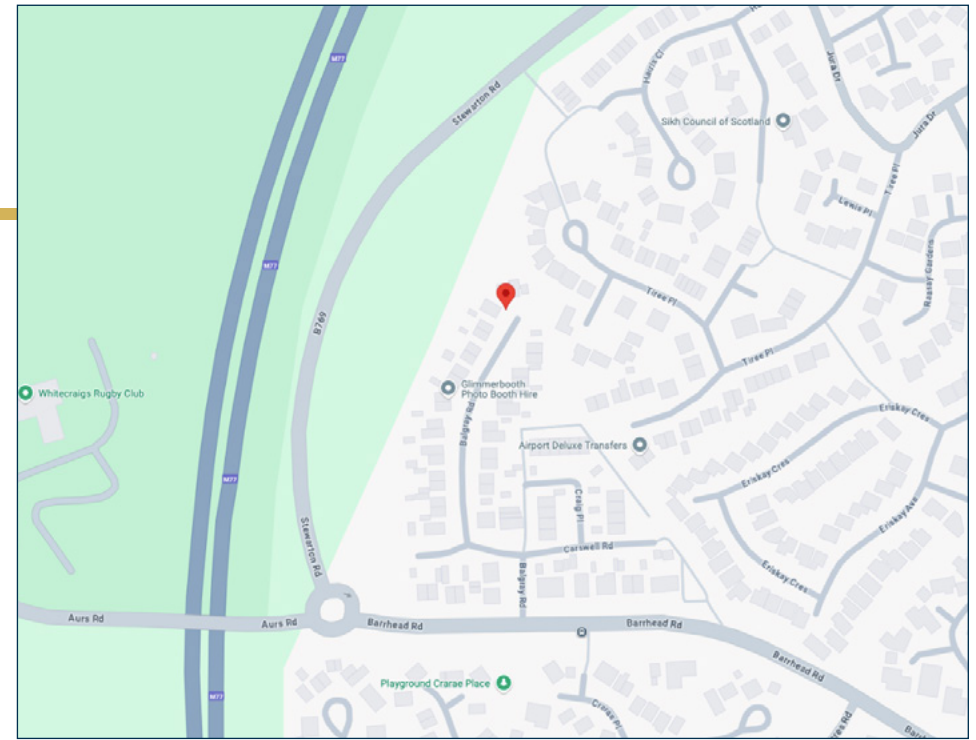 M77
Stewarton Rd
Harris Ct
Jura Dr
Sikh Council of Scotland
Jura Dr
Tiree Pl
Lewis Pl
M77
Raasay Gardens
Tiree Pl
B769
Tiree Pl
Whitecraigs Rugby Club
Glimmerbooth
Photo Booth Hire
Balgray Rd
Eriskay Cres
Airport Deluxe Transfers
M77
Eriskay Cres
Craig Pl
Eriskay Ave
Stewarton Rd
Carswell Rd
Eriskay Cres
Balgray Rd
Aurs Rd
Aurs Rd
Barrhead Rd
Barrhead Rd
Barrhead Rd
Playground Crarae Place
M77
Crarae Pl